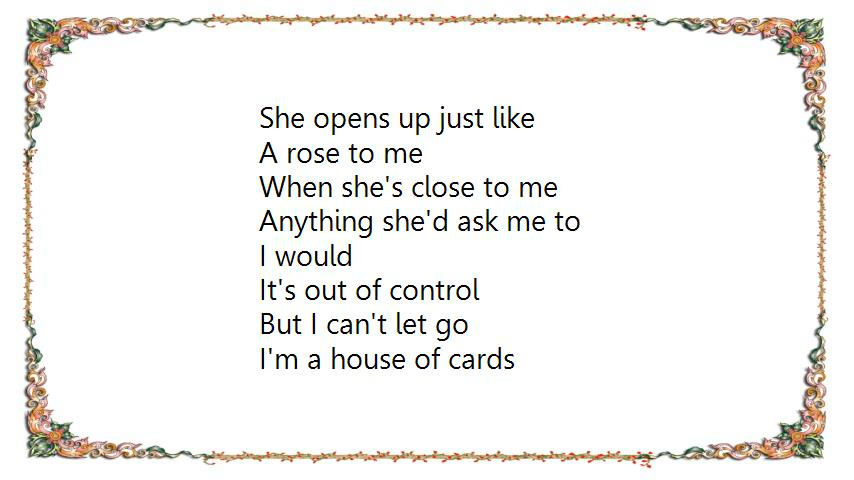 She opens up just like
A rose to me
When she's close to me
Anything she'd ask me to
I would
It's out of control
But I can't let go
I'm a house of cards